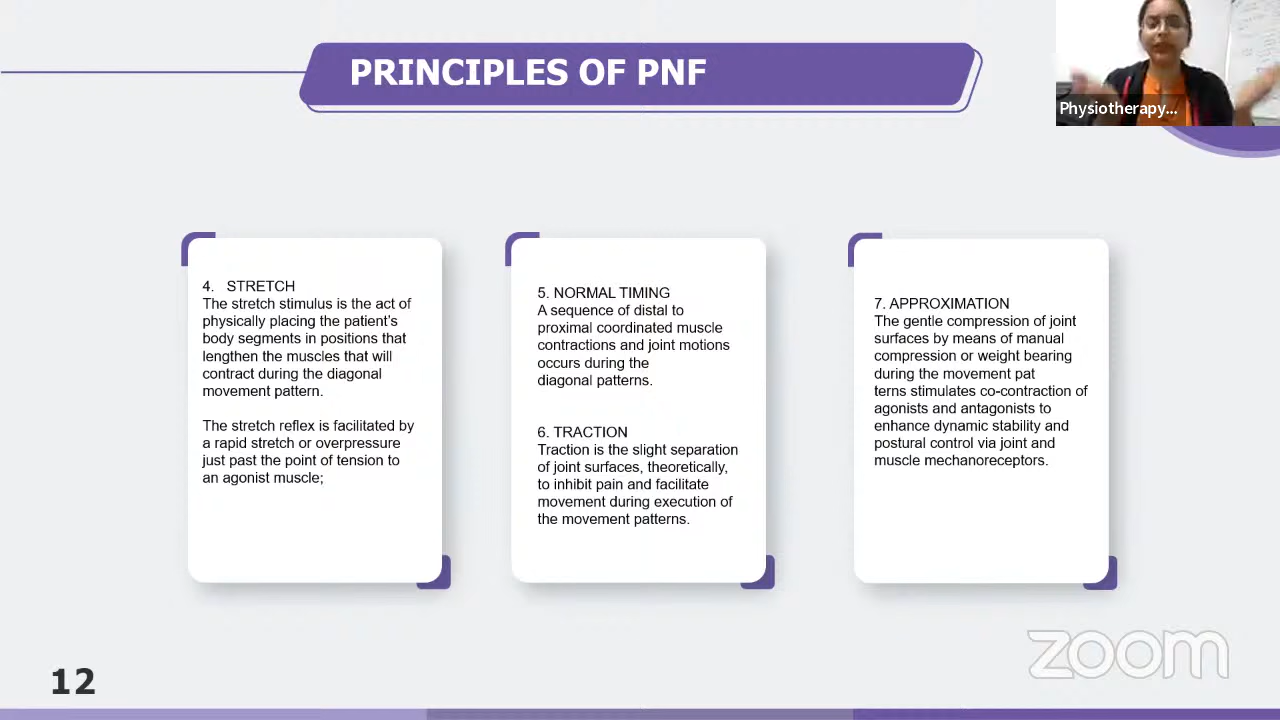 PRINCIPLES OF PNF
Physiotherapy...
4. STRETCH
The stretch stimulus is the act of
physically placing the patient's
body segments in positions that
lengthen the muscles that will
contract during the diagonal
movement pattern.
The stretch reflex is facilitated by
a rapid stretch or overpressure
just past the point of tension to
an agonist muscle;
5. NORMAL TIMING
A sequence of distal to
proximal coordinated muscle
contractions and joint motions
occurs during the
diagonal patterns.
6. TRACTION
Traction is the slight separation
of joint surfaces, theoretically,
to inhibit pain and facilitate
movement during execution of
the movement patterns.
7. APPROXIMATION
The gentle compression of joint
surfaces by means of manual
compression or weight bearing
during the movement pat
terns stimulates co-contraction of
agonists and antagonists to
enhance dynamic stability and
postural control via joint and
muscle mechanoreceptors.
zoom
12